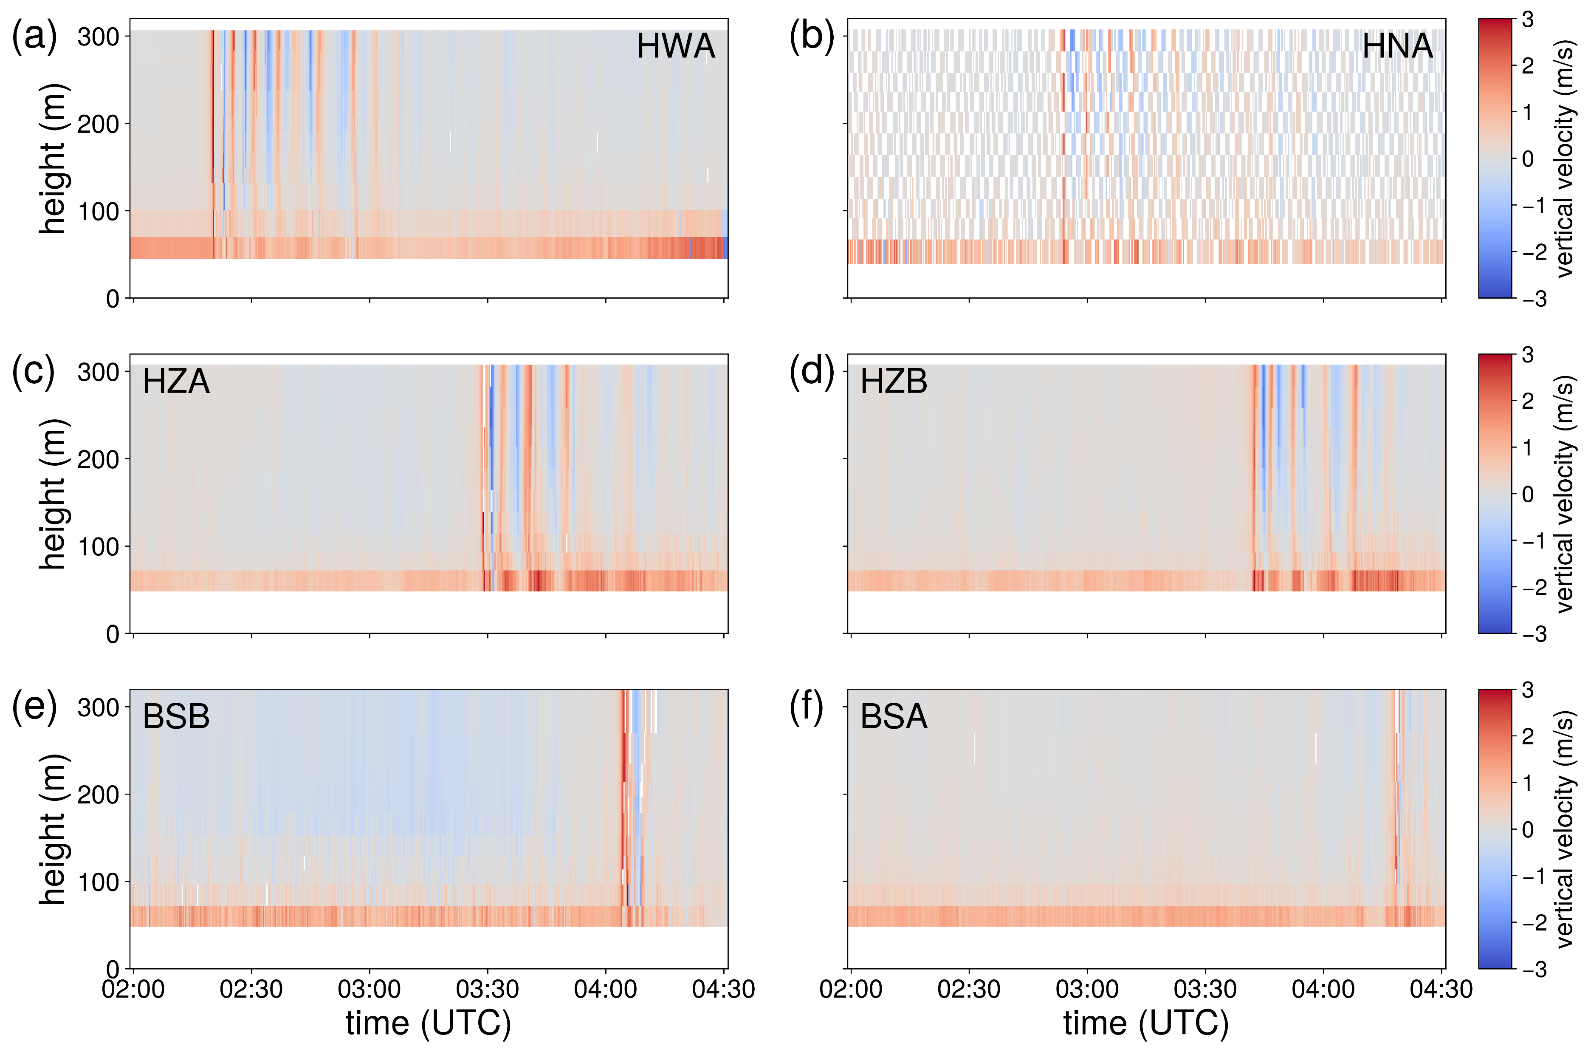 (a)
HWA
height (m)
300
200
100
0
(b)
HNA
3
2
1
0
−1
−2
−3
vertical velocity (m/s)
(c)
HZA
height (m)
300
200
100
0
(d)
HZB
3
2
1
0
−1
−2
−3
vertical velocity (m/s)
(e)
BSB
height (m)
300
200
100
0
02:00 02:30 03:00 03:30 04:00 04:30
time (UTC)
(f)
BSA
02:00 02:30 03:00 03:30 04:00 04:30
time (UTC)
3
2
1
0
−1
−2
−3
vertical velocity (m/s)